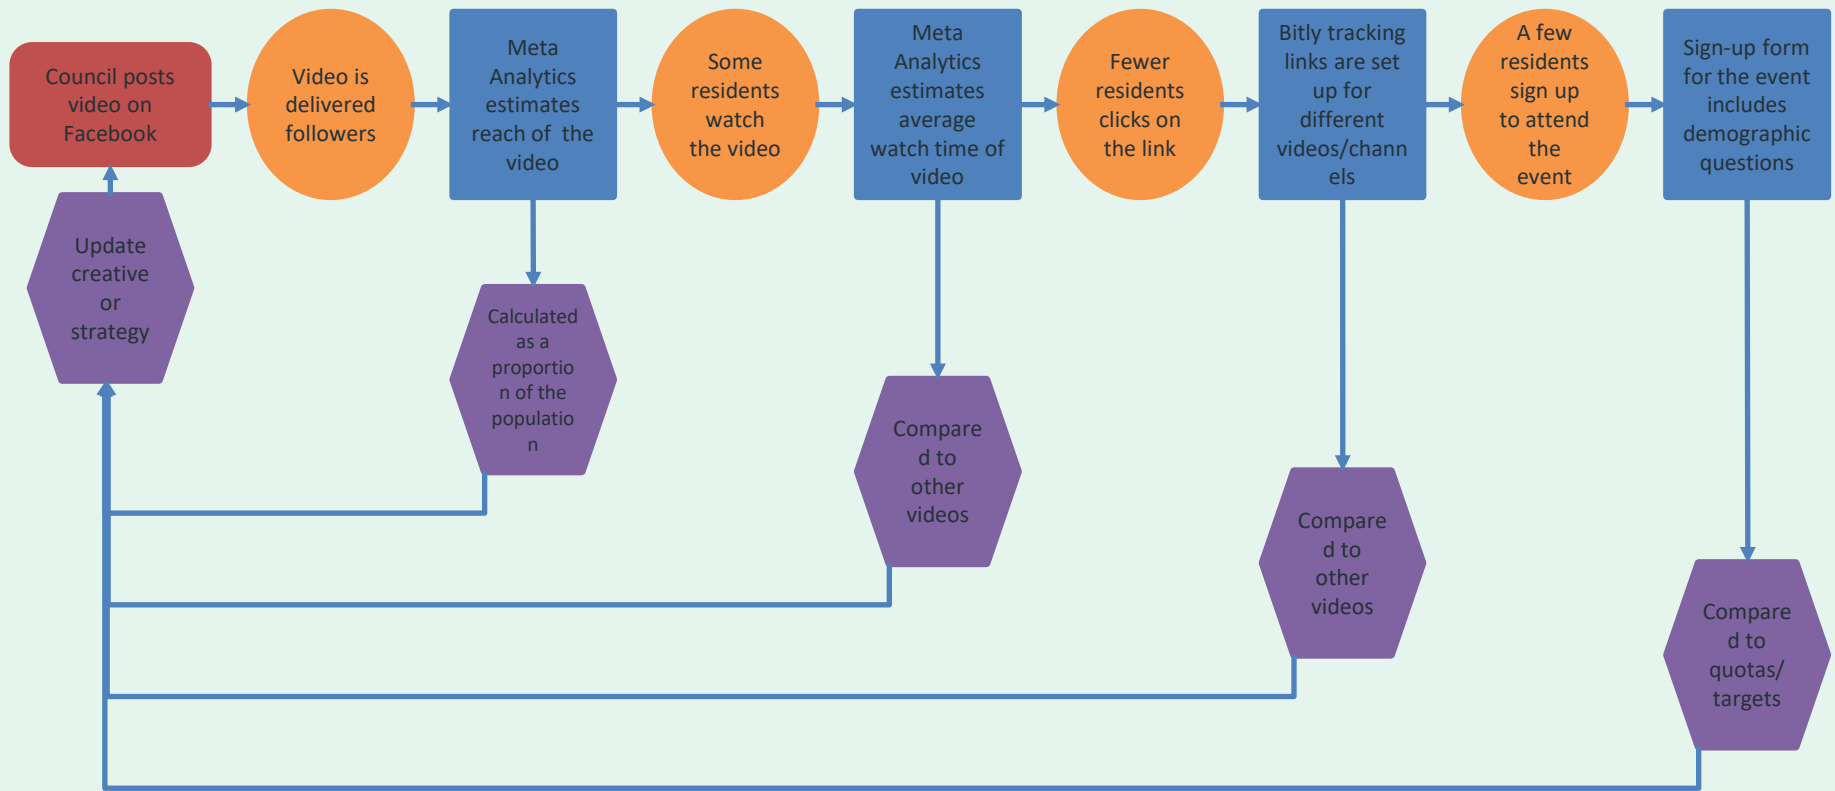 Council posts
video on
Facebook
Video is
delivered
followers
Meta
Analytics
estimates
reach of the
video
Some
residents
watch
the video
Meta
Analytics
estimates
average
watch time of
video
Fewer
residents
clicks on
the link
Bitly tracking
links are set
up for
different
videos/chann
els
A few
residents
sign up
to attend
the
event
Sign-up form
for the event
includes
demographic
questions
Update
creative
or
strategy
Calculated
as a
proportio
n of the
populatio
n
Compare
d to
other
videos
Compare
d to
other
videos
Compare
d to
quotas/
targets